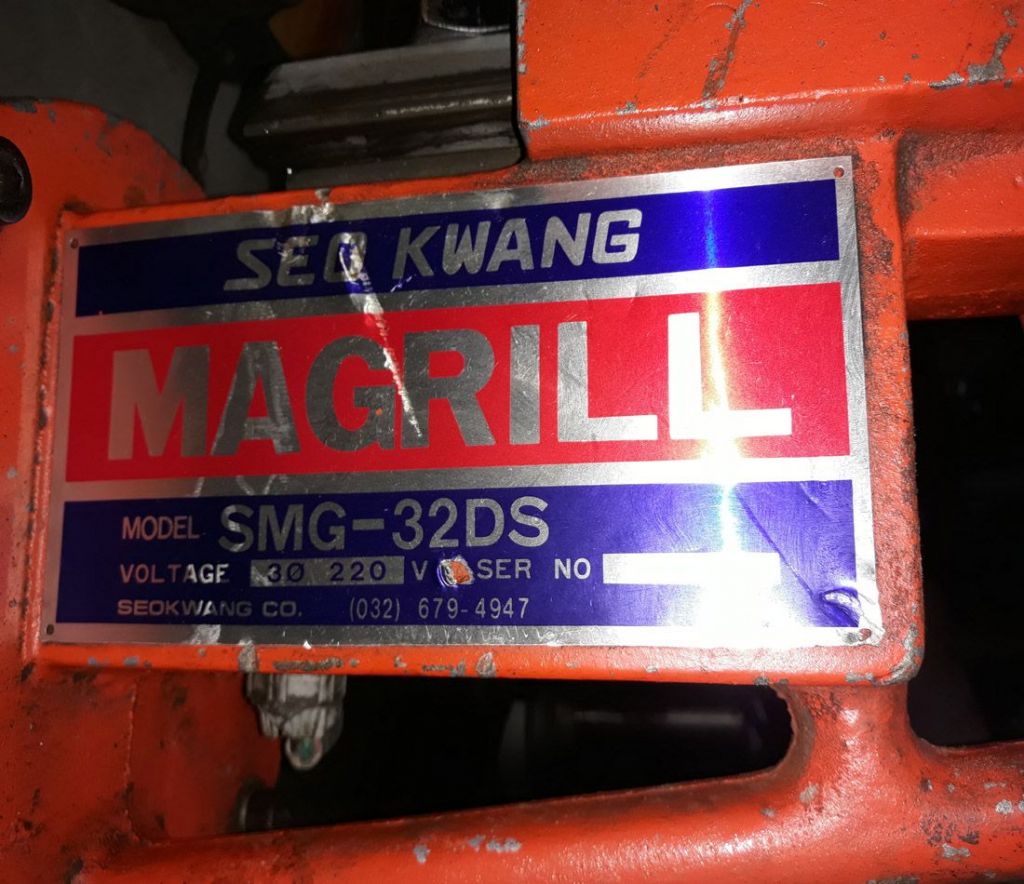 SEO KWANG
MAGRILL
MODEL SMG-32DS
VOLTAGE 3Ø 220 V SER NO
SEOKWANG CO. (032) 679-4947